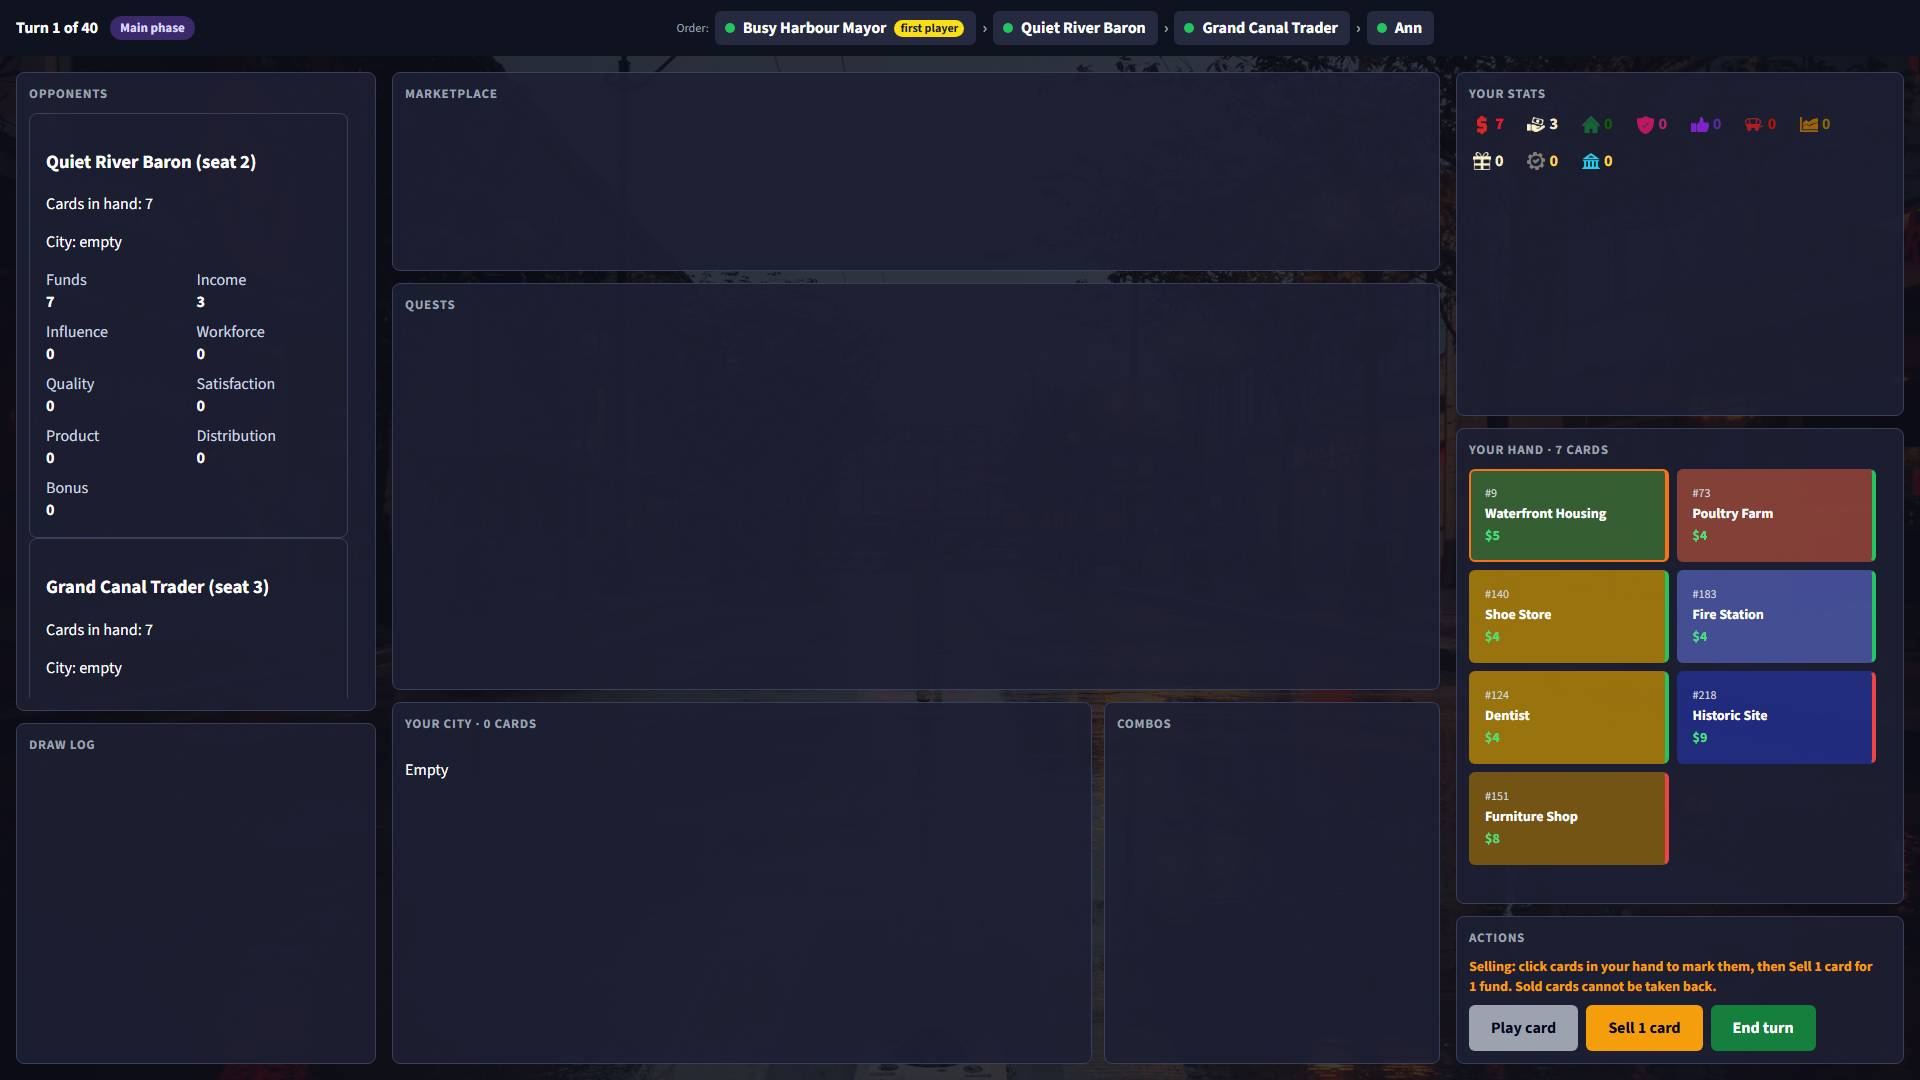 Turn 1 of 40
Main phase
Order:
Busy Harbour Mayor
first player
›
Quiet River Baron
›
Grand Canal Trader
›
Ann
OPPONENTS
Quiet River Baron (seat 2)
Cards in hand: 7
City: empty
Funds
7
Income
3
Influence
0
Workforce
0
Quality
0
Satisfaction
0
Product
0
Distribution
0
Bonus
0
Grand Canal Trader (seat 3)
Cards in hand: 7
City: empty
DRAW LOG
MARKETPLACE
QUESTS
YOUR CITY · 0 CARDS
Empty
COMBOS
YOUR STATS
7 3 0 0 0 0 0
0 0 0
YOUR HAND · 7 CARDS
#9
Waterfront Housing
$5
#73
Poultry Farm
$4
#140
Shoe Store
$4
#183
Fire Station
$4
#124
Dentist
$4
#218
Historic Site
$9
#151
Furniture Shop
$8
ACTIONS
Selling: click cards in your hand to mark them, then Sell 1 card for
1 fund. Sold cards cannot be taken back.
Play card
Sell 1 card
End turn